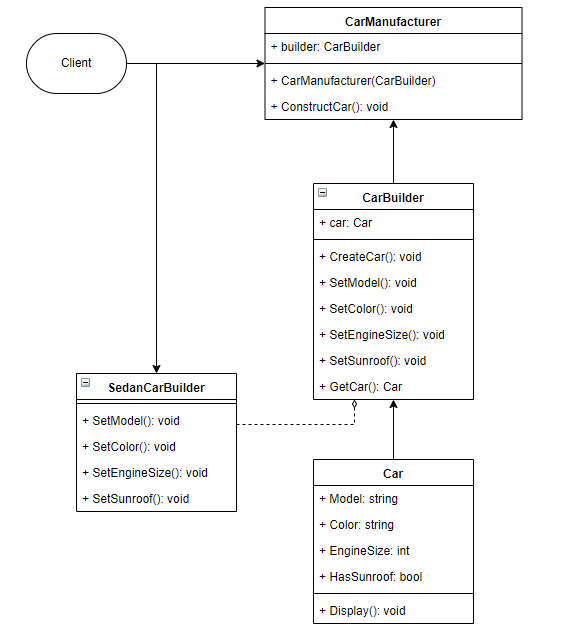 Client
CarManufacturer
+ builder: CarBuilder
+ CarManufacturer(CarBuilder)
+ ConstructCar(): void
CarBuilder
+ car: Car
+ CreateCar(): void
+ SetModel(): void
+ SetColor(): void
+ SetEngineSize(): void
+ SetSunroof(): void
+ GetCar(): Car
SedanCarBuilder
+ SetModel(): void
+ SetColor(): void
+ SetEngineSize(): void
+ SetSunroof(): void
Car
+ Model: string
+ Color: string
+ EngineSize: int
+ HasSunroof: bool
+ Display(): void